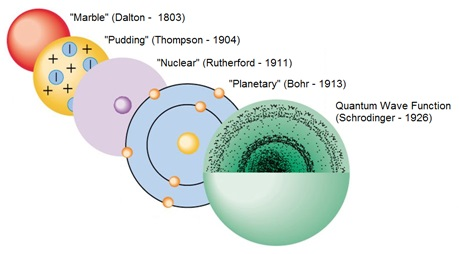 "Marble" (Dalton - 1803)
"Pudding" (Thompson - 1904)
"Nuclear" (Rutherford - 1911)
"Planetary" (Bohr - 1913)
Quantum Wave Function
(Schrodinger - 1926)